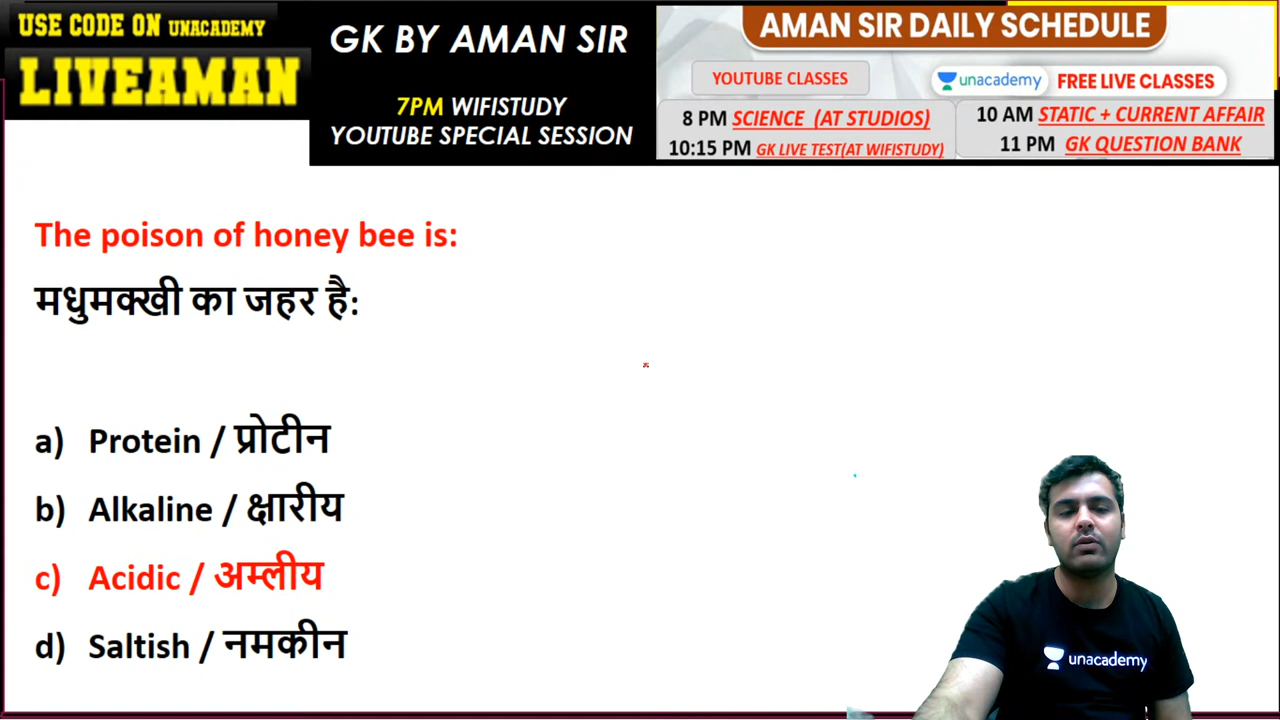 USE CODE ON UNACADEMY
LIVEAMAN
GK BY AMAN SIR
7PM WIFISTUDY
YOUTUBE SPECIAL SESSION
AMAN SIR DAILY SCHEDULE
YOUTUBE CLASSES
unacademy FREE LIVE CLASSES
8 PM SCIENCE (AT STUDIOS)
10:15 PM GK LIVE TEST(AT WIFISTUDY)
10 AM STATIC + CURRENT AFFAIR
11 PM GK QUESTION BANK
The poison of honey bee is:
मधुमक्खी का जहर है:
a) Protein / प्रोटीन
b) Alkaline / क्षारीय
c) Acidic / अम्लीय
d) Saltish / नमकीन
unacademy